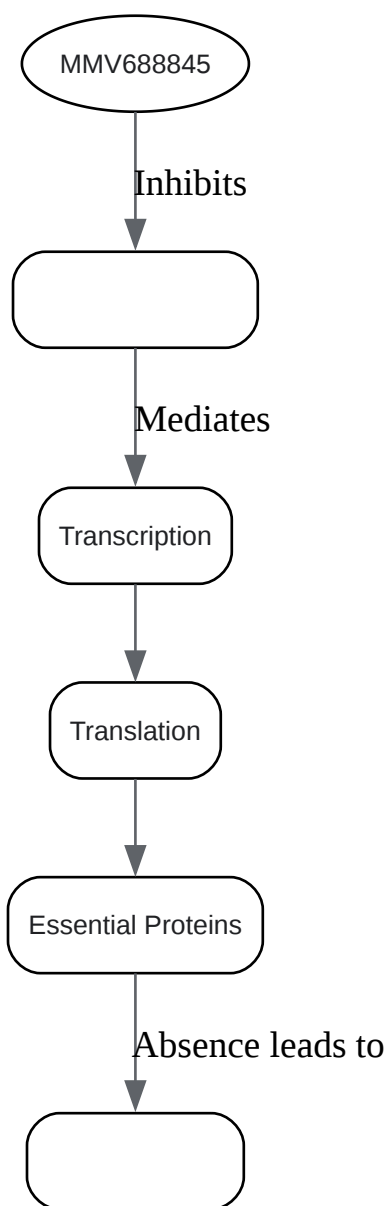 MMV688845
Inhibits
Mediates
Transcription
Translation
Essential Proteins
Absence leads to